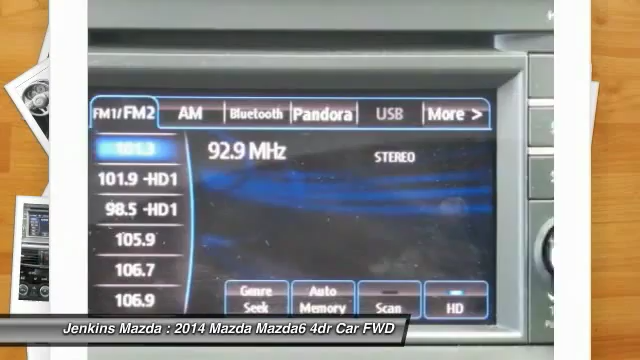 FM1/FM2 AM Bluetooth Pandora USB More >
101.3 92.9 MHz STEREO
101.9 -HD1
98.5 -HD1
105.9
106.7
106.9
Genre Seek Auto Memory Scan HD
Jenkins Mazda : 2014 Mazda Mazda6 4dr Car FWD